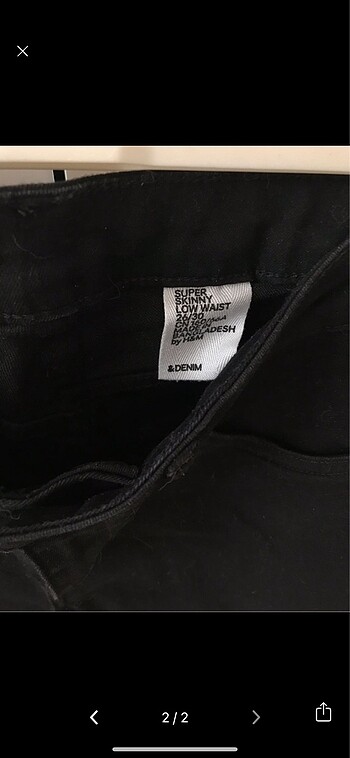 SUPER
SKINNY
LOW WAIST
26/30
MADE IN
BANGLADESH
by H&M
&DENIM
2/2